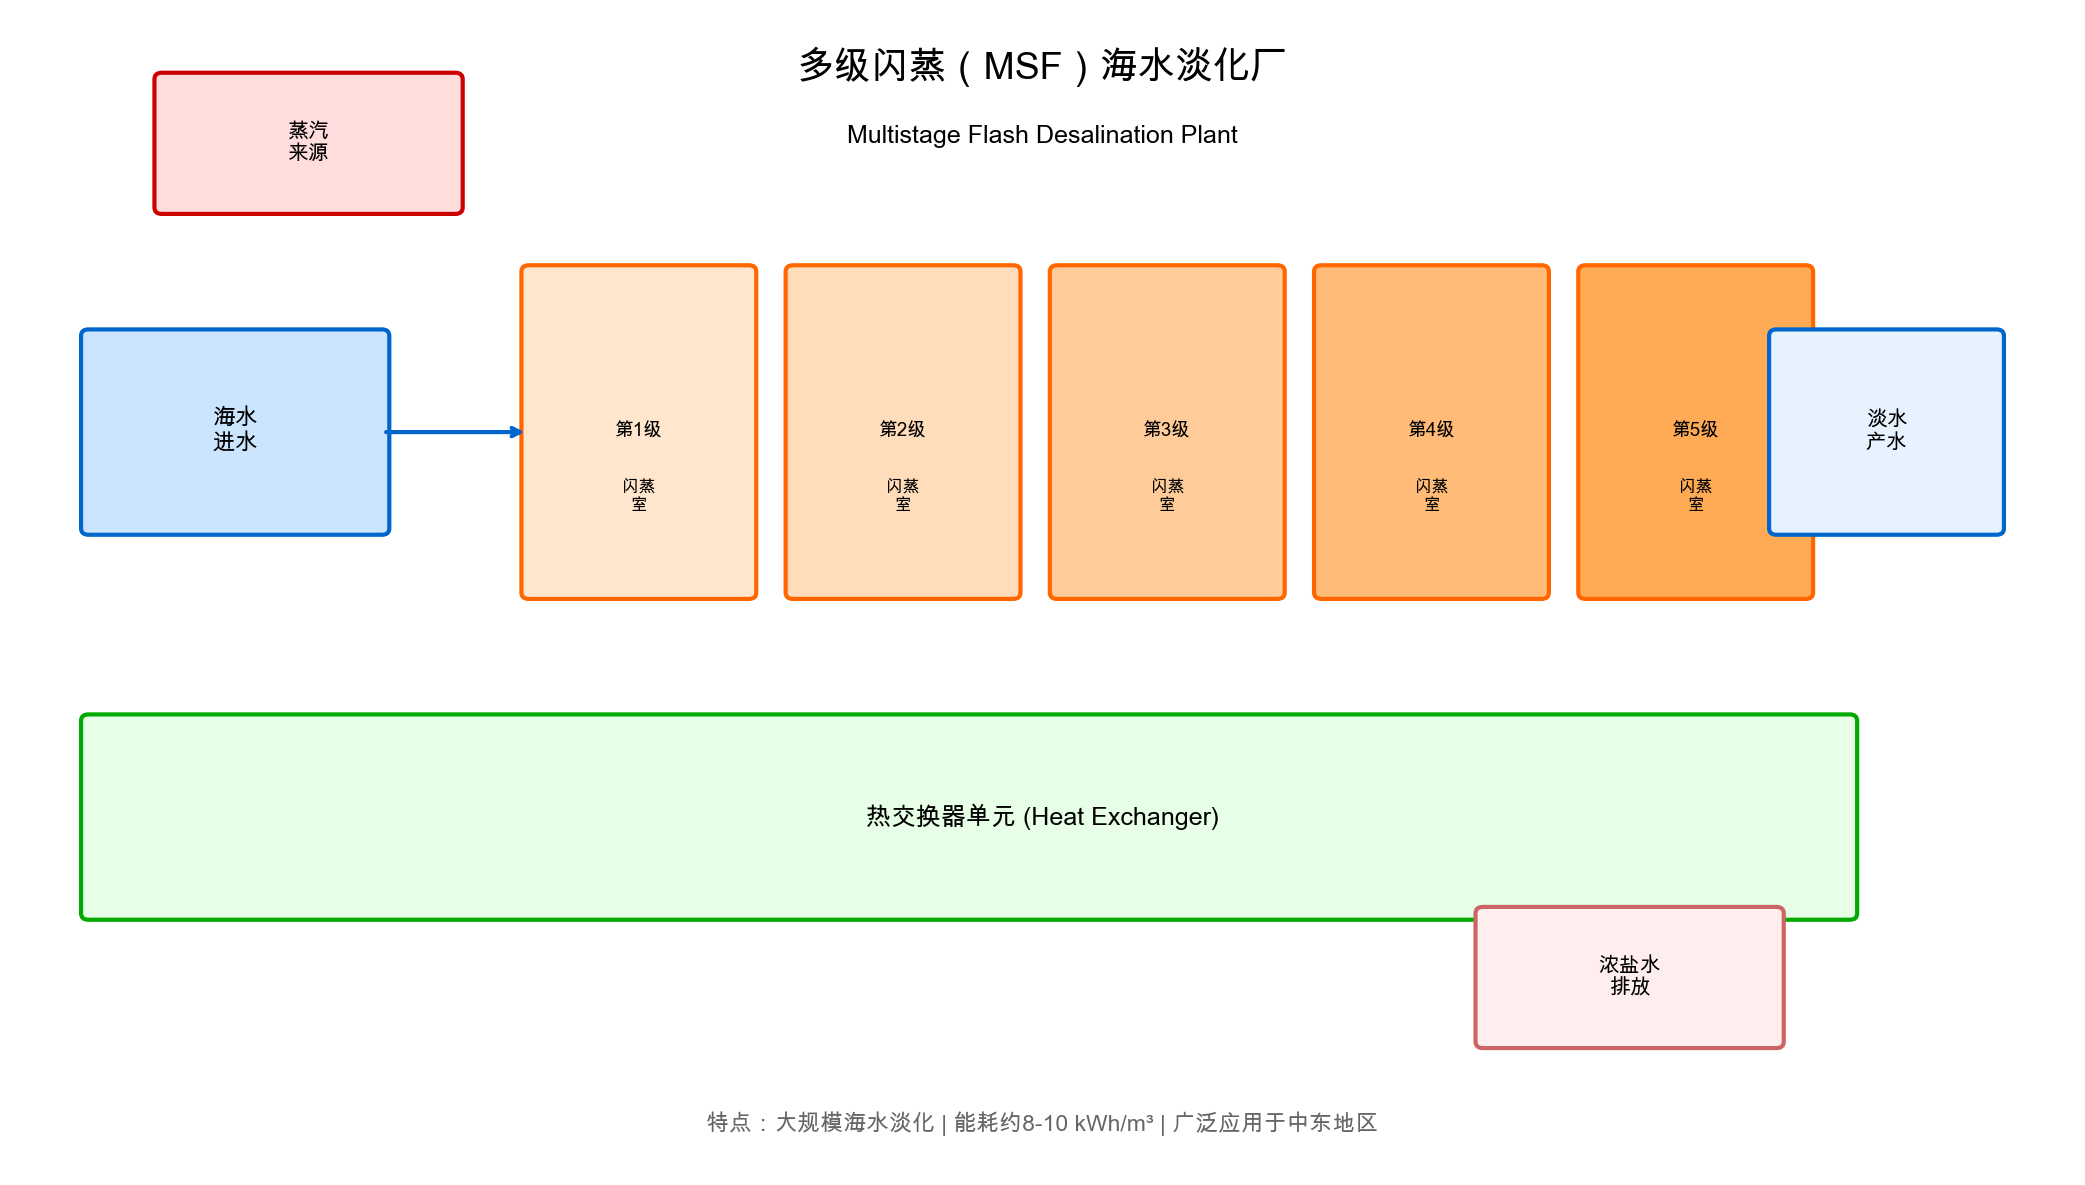 多级闪蒸（MSF）海水淡化厂
Multistage Flash Desalination Plant
蒸汽
来源
海水
进水
第1级
闪蒸
室
第2级
闪蒸
室
第3级
闪蒸
室
第4级
闪蒸
室
第5级
闪蒸
室
淡水
产水
热交换器单元 (Heat Exchanger)
浓盐水
排放
特点：大规模海水淡化 | 能耗约8-10 kWh/m³ | 广泛应用于中东地区